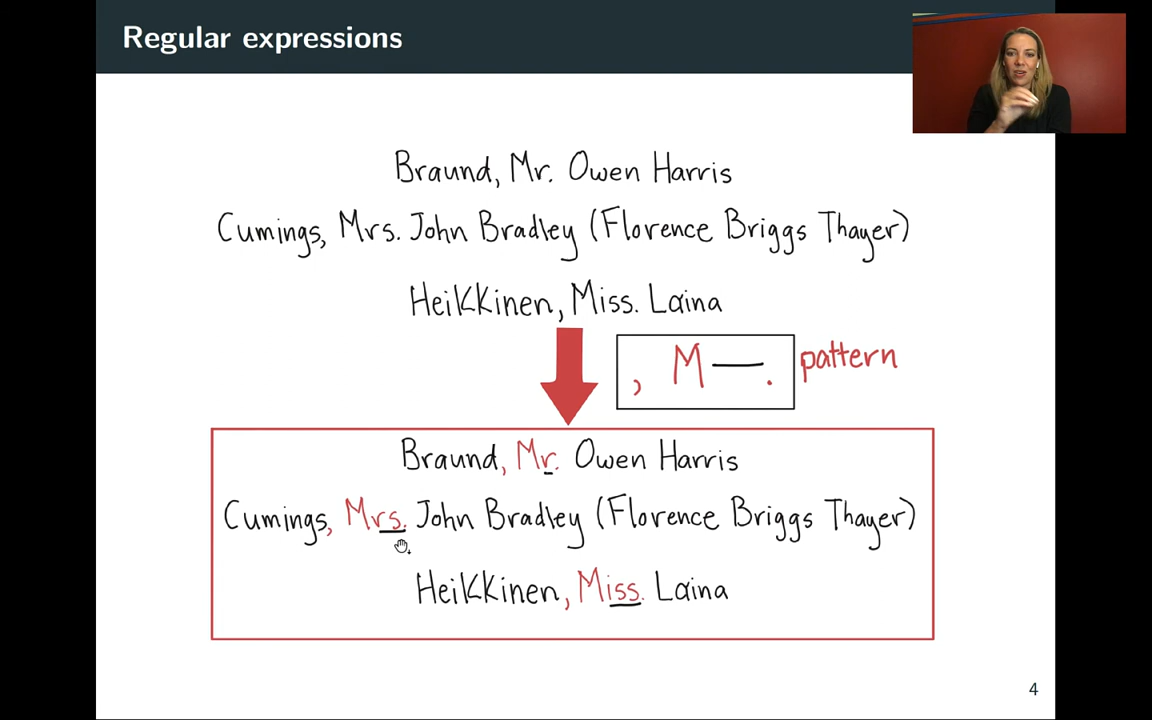 Regular expressions
Braund, Mr. Owen Harris
Cumings, Mrs. John Bradley (Florence Briggs Thayer)
Heikkinen, Miss. Laina
, M—. pattern
Braund, Mr. Owen Harris
Cumings, Mrs. John Bradley (Florence Briggs Thayer)
Heikkinen, Miss. Laina
4